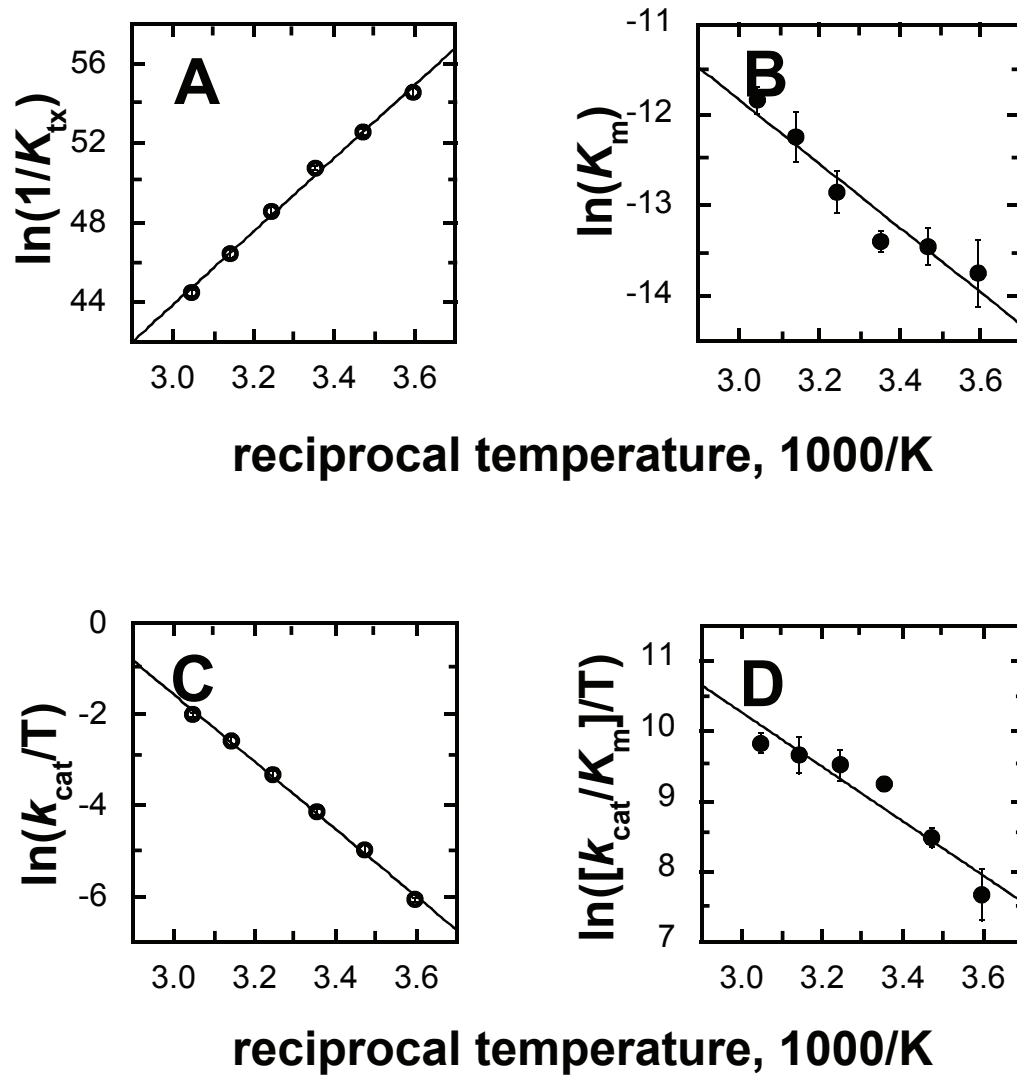 A
ln(1/Ktx)
56
52
48
44
3.0 3.2 3.4 3.6
B
ln(Km)
-11
-12
-13
-14
3.0 3.2 3.4 3.6
reciprocal temperature, 1000/K
C
ln(kcat/T)
0
-2
-4
-6
3.0 3.2 3.4 3.6
D
ln([kcat/Km]/T)
11
10
9
8
7
3.0 3.2 3.4 3.6
reciprocal temperature, 1000/K